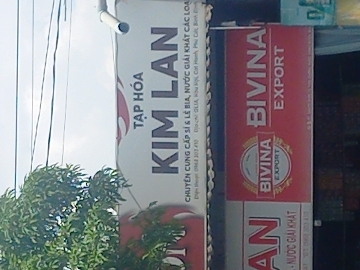 TẠP HÓA
KIM LAN
CHUYÊN CUNG CẤP SỈ & LẺ BIA, NƯỚC GIẢI KHÁT CÁC LOẠI
BIVINA
EXPORT
BIVINA
EXPORT
AN
NƯỚC GIẢI KHÁT